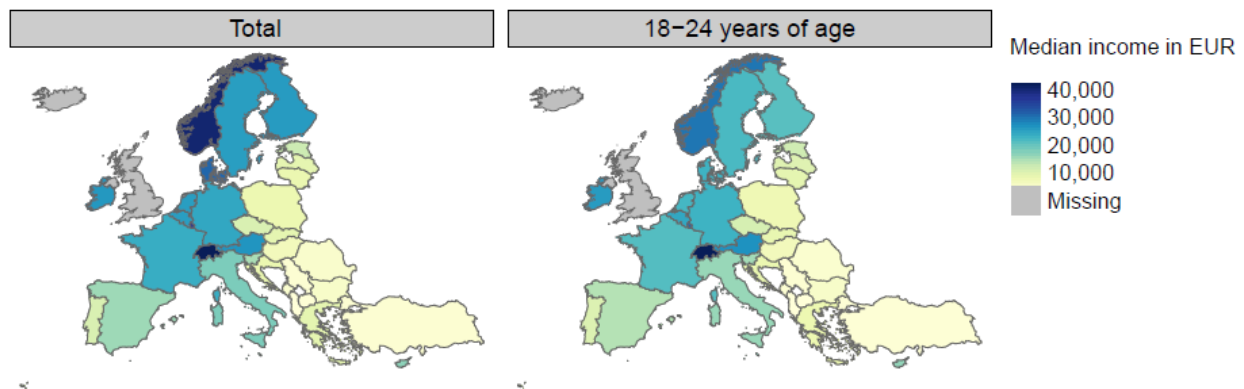 Total
18−24 years of age
Median income in EUR
40,000
30,000
20,000
10,000
Missing